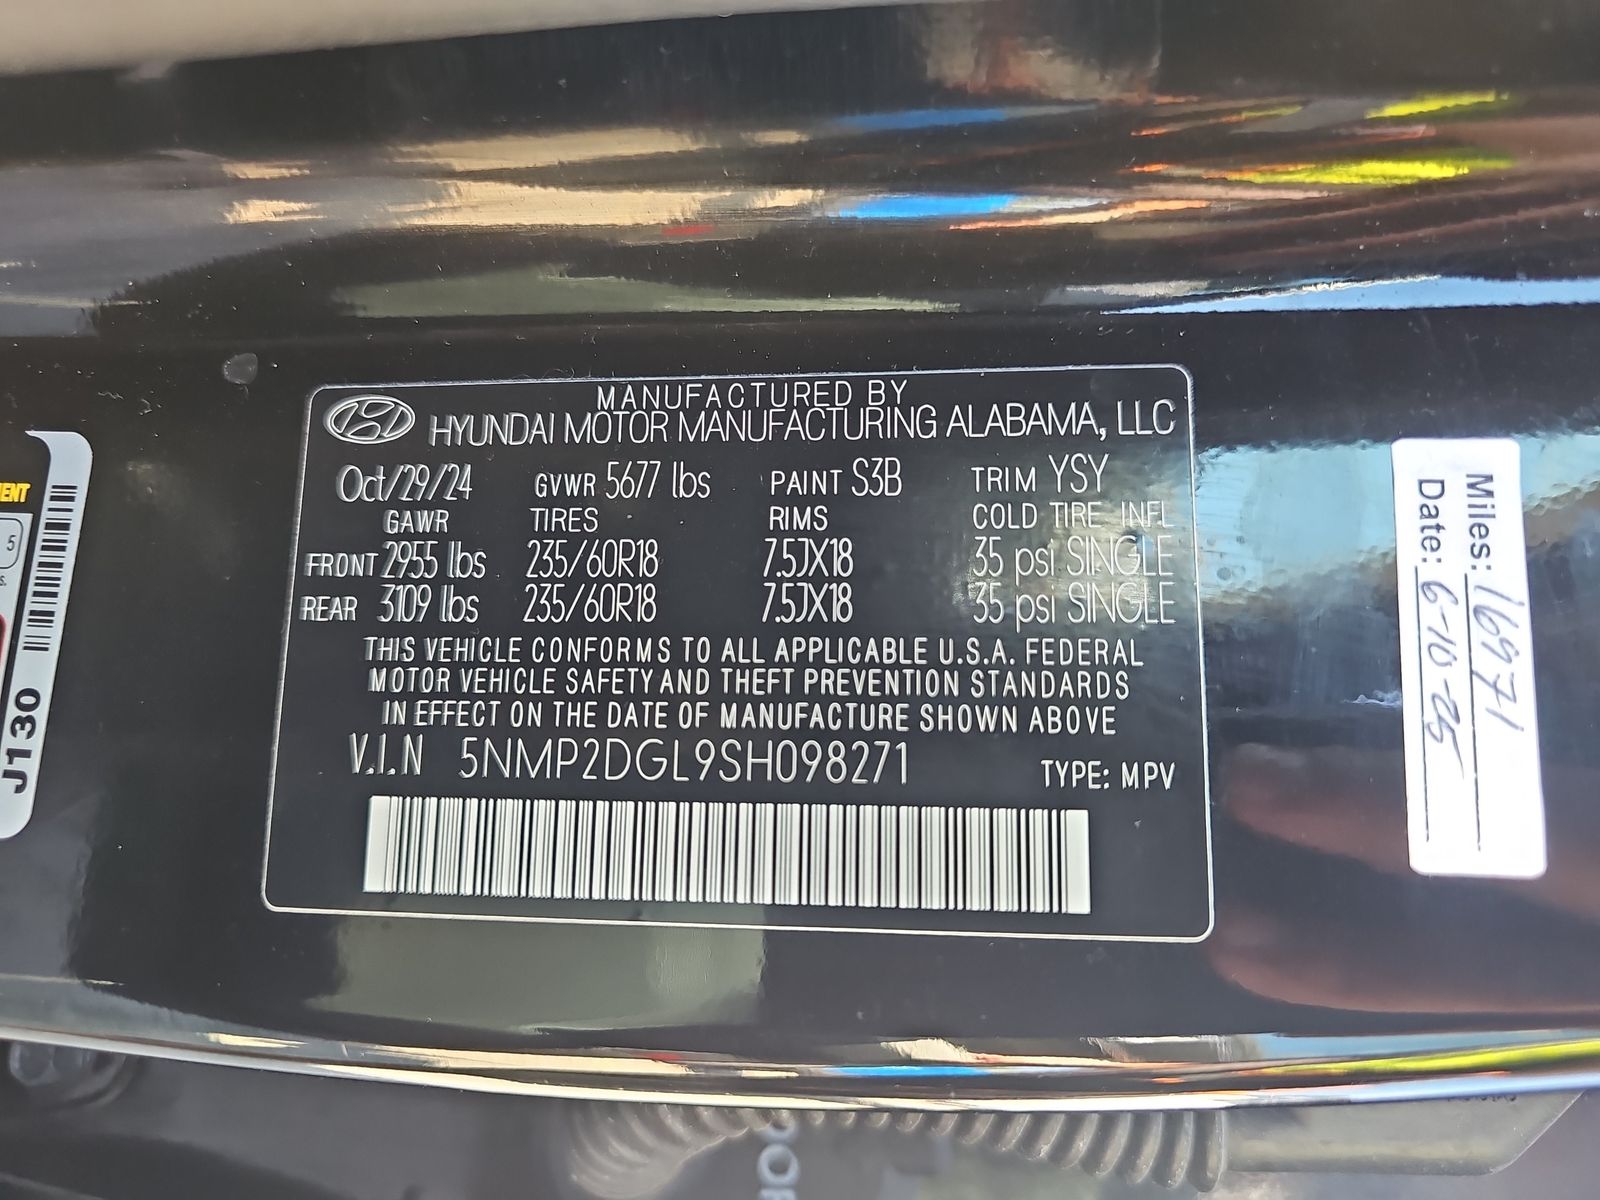 MANUFACTURED BY
HYUNDAI MOTOR MANUFACTURING ALABAMA, LLC
Oct/29/24 GVWR 5677 lbs PAINT S3B TRIM YSY
GAWR TIRES RIMS COLD TIRE INFL
FRONT 2955 lbs 235/60R18 7.5JX18 35 psi SINGLE
REAR 3109 lbs 235/60R18 7.5JX18 35 psi SINGLE
THIS VEHICLE CONFORMS TO ALL APPLICABLE U.S.A. FEDERAL
MOTOR VEHICLE SAFETY AND THEFT PREVENTION STANDARDS
IN EFFECT ON THE DATE OF MANUFACTURE SHOWN ABOVE
V.I.N 5NMP2DGL9SH098271
TYPE: MPV
Miles: 16971
Date: 6-10-25
J130
5